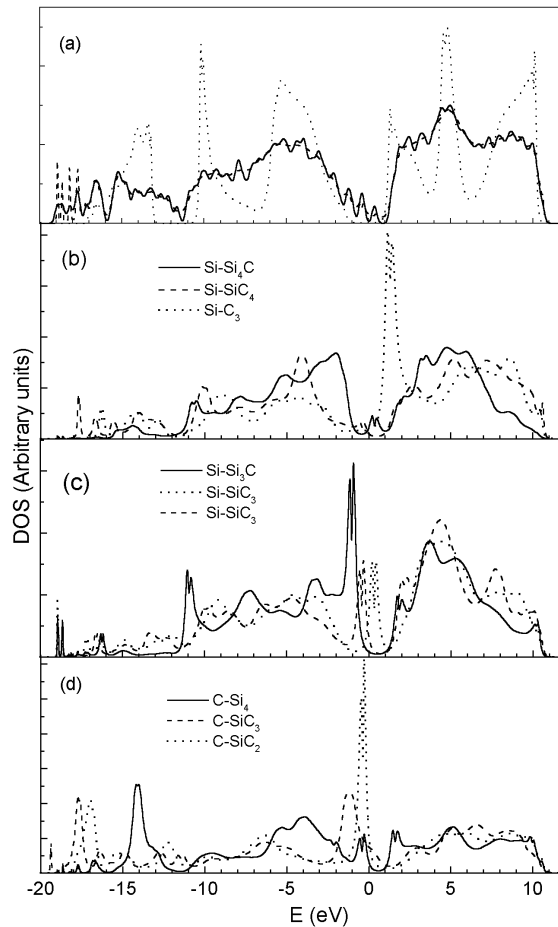 (a)
(b)
Si-Si₄C
Si-SiC₄
Si-C₃
(c)
Si-Si₃C
Si-SiC₃
Si-SiC₃
(d)
C-Si₄
C-SiC₃
C-SiC₂
DOS (Arbitrary units)
-20 -15 -10 -5 0 5 10
E (eV)